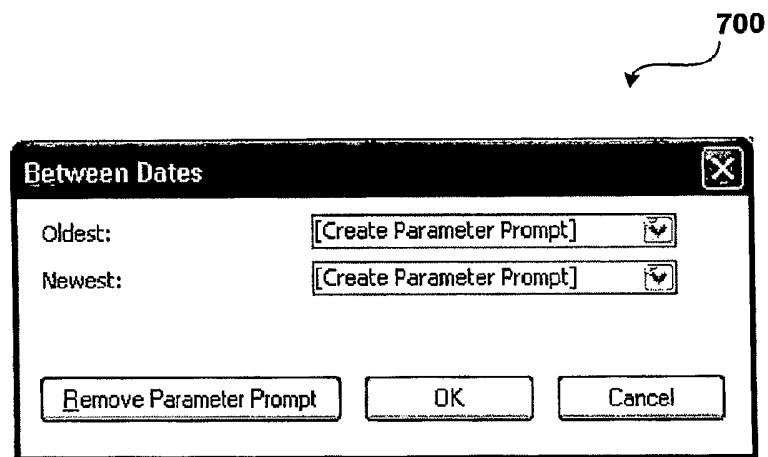 700
Between Dates
Oldest: [Create Parameter Prompt]
Newest: [Create Parameter Prompt]
Remove Parameter Prompt OK Cancel